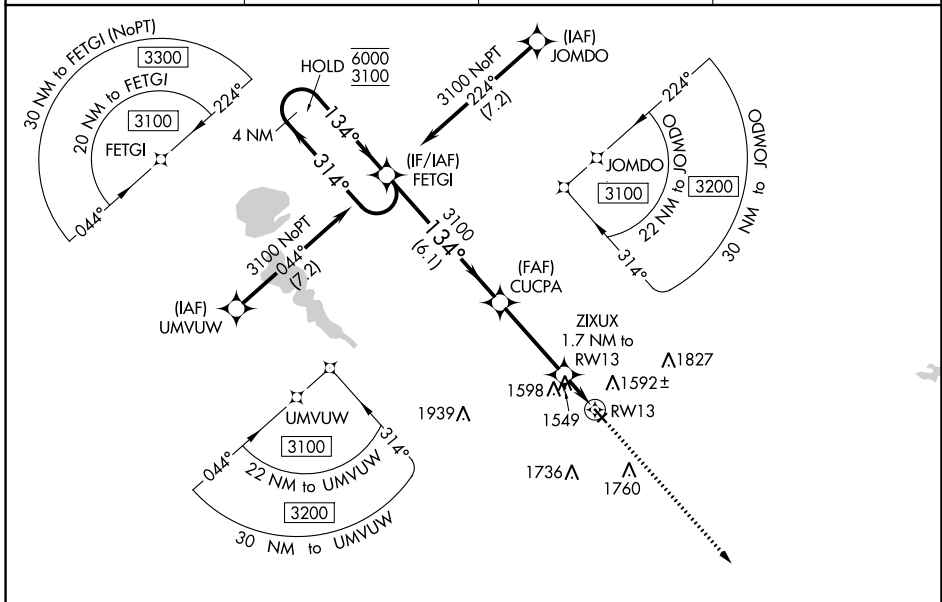 30 NM to FETGI (NoPT)
3300
20 NM to FETGI
3100
FETGI
224°
044°
HOLD
6000
3100
134°
4 NM
314°
(IF/IAF)
FETGI
(IAF)
JOMDO
3100 NoPT
224°
(7.2)
224°
JOMDO
3100
22 NM to JOMDO
3200
30 NM to JOMDO
314°
3100 NoPT
044°
(7.2)
(IAF)
UMVUW
3100
134°
(6.1)
(FAF)
CUCPA
ZIXUX
1.7 NM to
RW13
1827
1598
1592±
1549
RW13
1939
1736
1760
UMVUW
3100
044°
314°
22 NM to UMVUW
3200
30 NM to UMVUW